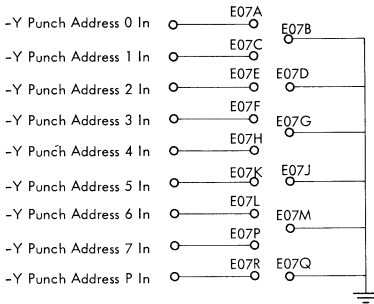 -Y Punch Address 0 In E07A
E07B
-Y Punch Address 1 In E07C
-Y Punch Address 2 In E07E E07D
-Y Punch Address 3 In E07F
E07G
-Y Punch Address 4 In E07H
-Y Punch Address 5 In E07K E07J
-Y Punch Address 6 In E07L
E07M
-Y Punch Address 7 In E07P
-Y Punch Address P In E07R E07Q